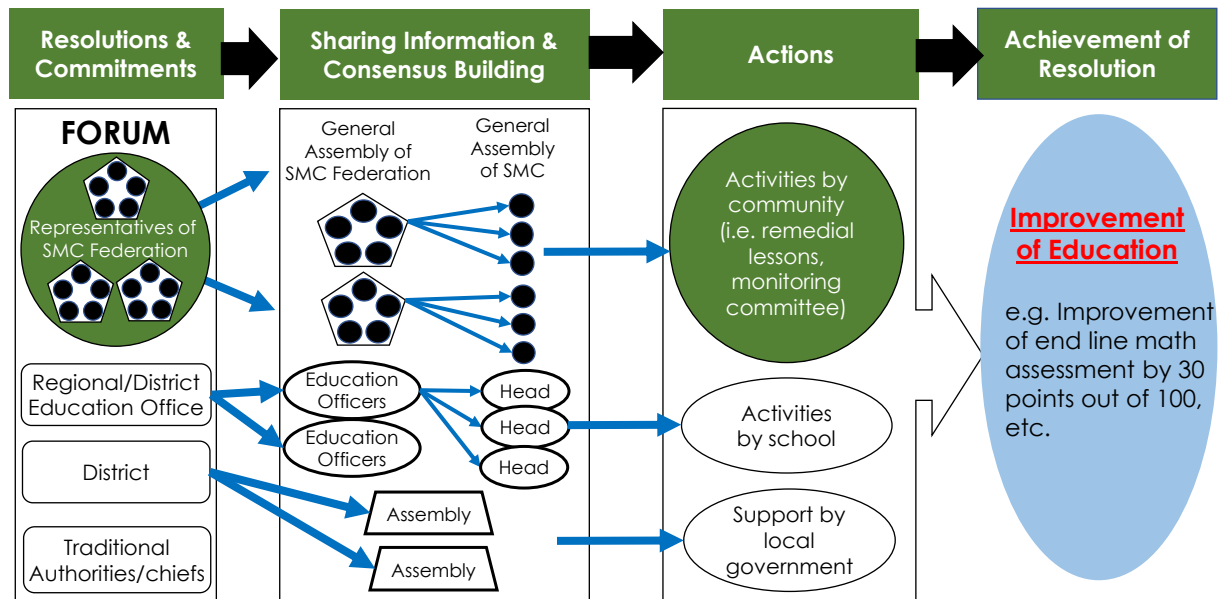 Resolutions &
Commitments
Sharing Information &
Consensus Building
Actions
Achievement of
Resolution
FORUM
Representatives of
SMC Federation
Regional/District
Education Office
District
Traditional
Authorities/chiefs
General
Assembly of
SMC Federation
General
Assembly
of SMC
Education
Officers
Education
Officers
Head
Head
Head
Assembly
Assembly
Activities by
community
(i.e. remedial
lessons,
monitoring
committee)
Activities
by school
Support by
local
government
Improvement
of Education
e.g. Improvement
of end line math
assessment by 30
points out of 100,
etc.